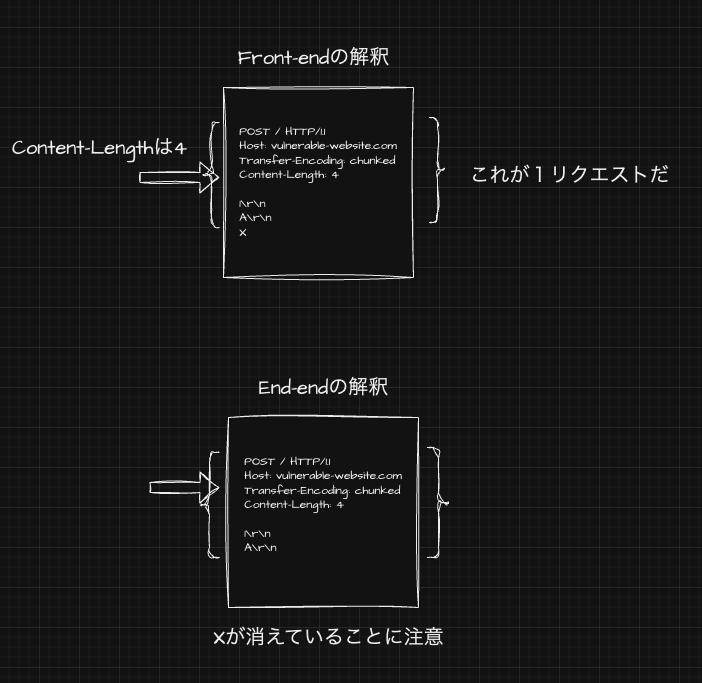 Front-endの解釈
Content-Lengthは4
POST / HTTP/1.1
Host: vulnerable-website.com
Transfer-Encoding: chunked
Content-Length: 4
1\r\n
A\r\n
X
これが１リクエストだ
End-endの解釈
POST / HTTP/1.1
Host: vulnerable-website.com
Transfer-Encoding: chunked
Content-Length: 4
1\r\n
A\r\n
Xが消えていることに注意